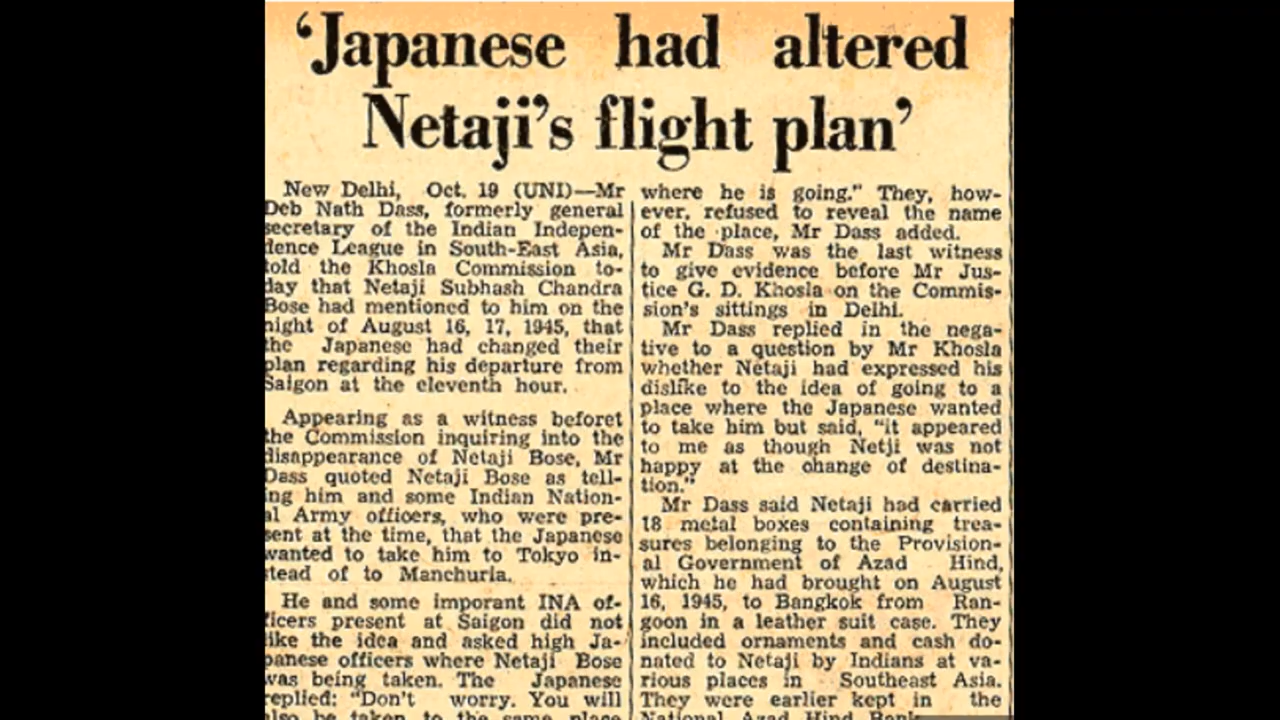 ‘Japanese had altered
Netaji’s flight plan’
New Delhi, Oct. 19 (UNI)—Mr
Deb Nath Dass, formerly general
secretary of the Indian Indepen-
dence League in South-East Asia,
told the Khosla Commission to-
day that Netaji Subhash Chandra
Bose had mentioned to him on the
night of August 16, 17, 1945, that
the Japanese had changed their
plan regarding his departure from
Saigon at the eleventh hour.
Appearing as a witness beforet
the Commission inquiring into the
disappearance of Netaji Bose, Mr
Dass quoted Netaji Bose as tell-
ing him and some Indian Nation-
al Army officers, who were pre-
sent at the time, that the Japanese
wanted to take him to Tokyo in-
stead of to Manchuria.
He and some imporant INA of-
ficers present at Saigon did not
like the idea and asked high Ja-
panese officers where Netaji Bose
was being taken. The Japanese
replied: “Don’t worry. You will
also be taken to the same place
where he is going.” They, how-
ever, refused to reveal the name
of the place, Mr Dass added.
Mr Dass was the last witness
to give evidence before Mr Jus-
tice G. D. Khosla on the Commis-
sion’s sittings in Delhi.
Mr Dass replied in the nega-
tive to a question by Mr Khosla
whether Netaji had expressed his
dislike to the idea of going to a
place where the Japanese wanted
to take him but said, “it appeared
to me as though Netji was not
happy at the change of destina-
tion.”
Mr Dass said Netaji had carried
18 metal boxes containing trea-
sures belonging to the Provision-
al Government of Azad Hind,
which he had brought on August
16, 1945, to Bangkok from Ran-
goon in a leather suit case. They
included ornaments and cash do-
nated to Netaji by Indians at va-
rious places in Southeast Asia.
They were earlier kept in the
National Azad Hind Bank